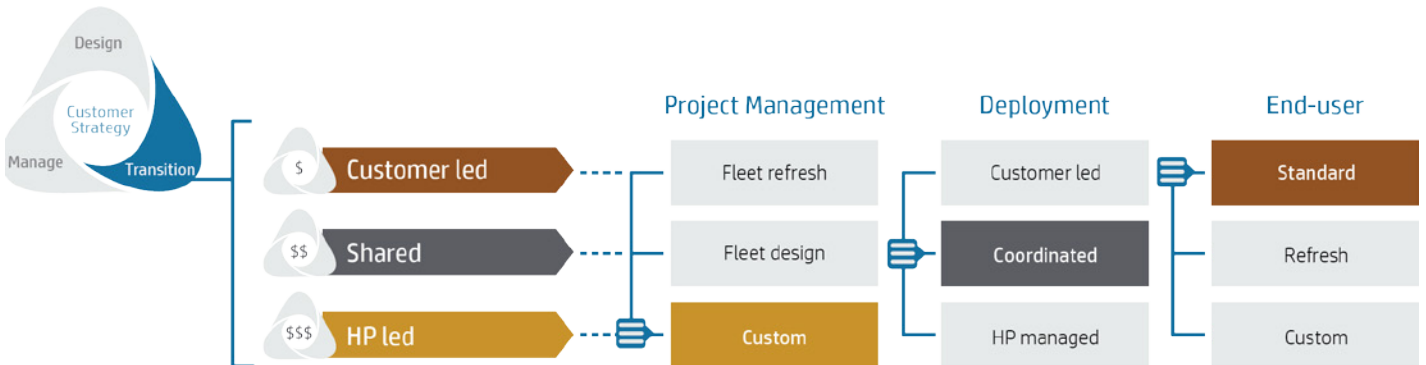 Design
Customer
Strategy
Manage
Transition
Project Management
Deployment
End-user
$
Customer led
Fleet refresh
Customer led
Standard
$$
Shared
Fleet design
Coordinated
Refresh
$$$
HP led
Custom
HP managed
Custom